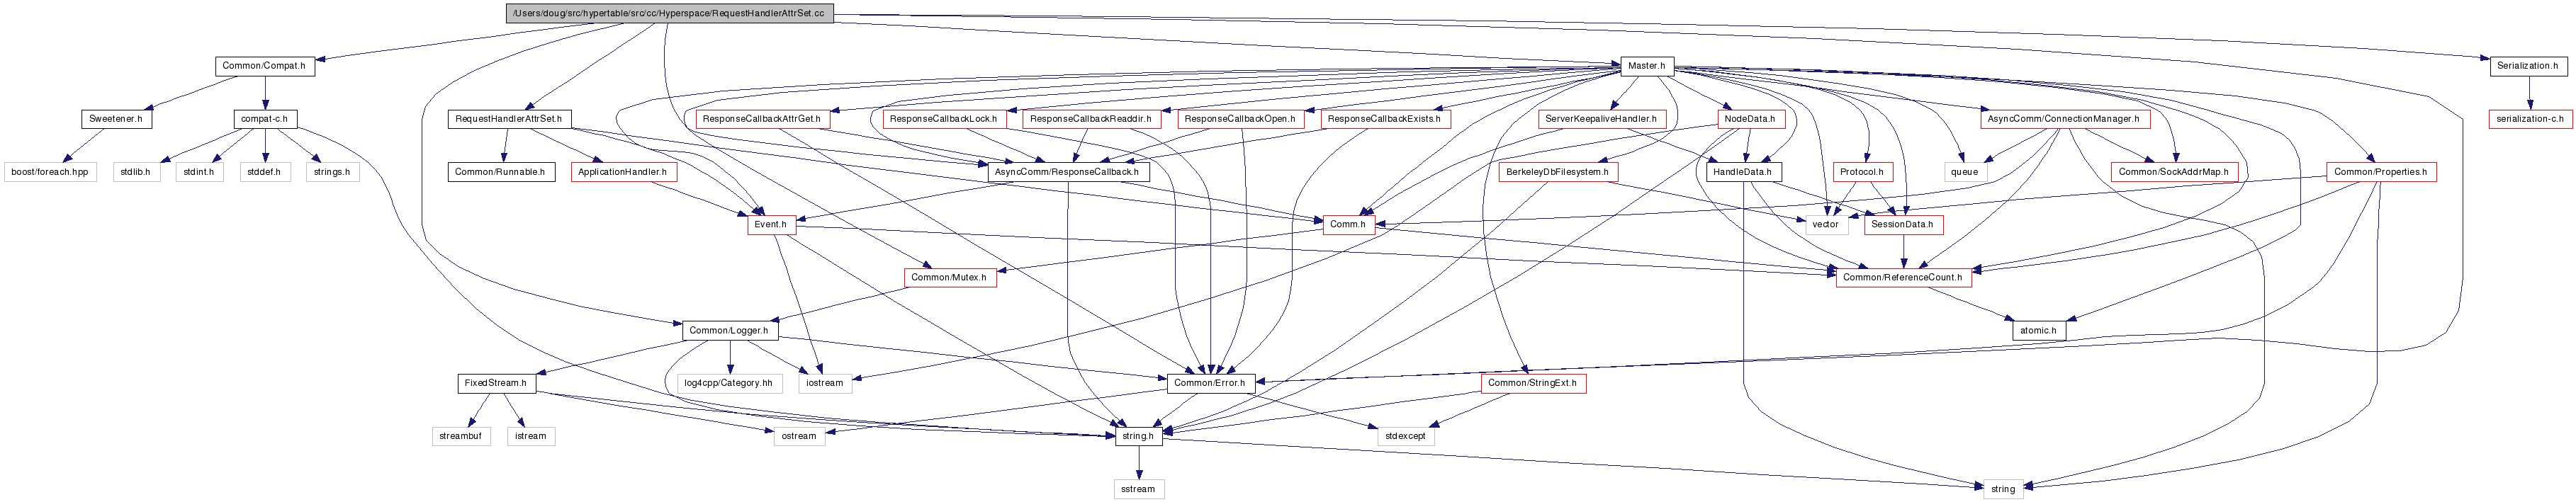 /Users/doug/src/hypertable/src/cc/Hyperspace/RequestHandlerAttrSet.cc
Common/Compat.h
Master.h
Serialization.h
Sweetener.h
compat-c.h
RequestHandlerAttrSet.h
ResponseCallbackAttrGet.h
ResponseCallbackLock.h
ResponseCallbackReaddir.h
ResponseCallbackOpen.h
ResponseCallbackExists.h
ServerKeepaliveHandler.h
NodeData.h
AsyncComm/ConnectionManager.h
serialization-c.h
boost/foreach.hpp
stdlib.h
stdint.h
stddef.h
strings.h
Common/Runnable.h
ApplicationHandler.h
AsyncComm/ResponseCallback.h
BerkeleyDbFilesystem.h
HandleData.h
Protocol.h
queue
Common/SockAddrMap.h
Common/Properties.h
Event.h
Comm.h
vector
SessionData.h
Common/Mutex.h
Common/ReferenceCount.h
Common/Logger.h
atomic.h
FixedStream.h
log4cpp/Category.hh
iostream
Common/Error.h
Common/StringExt.h
streambuf
istream
ostream
string.h
stdexcept
sstream
string